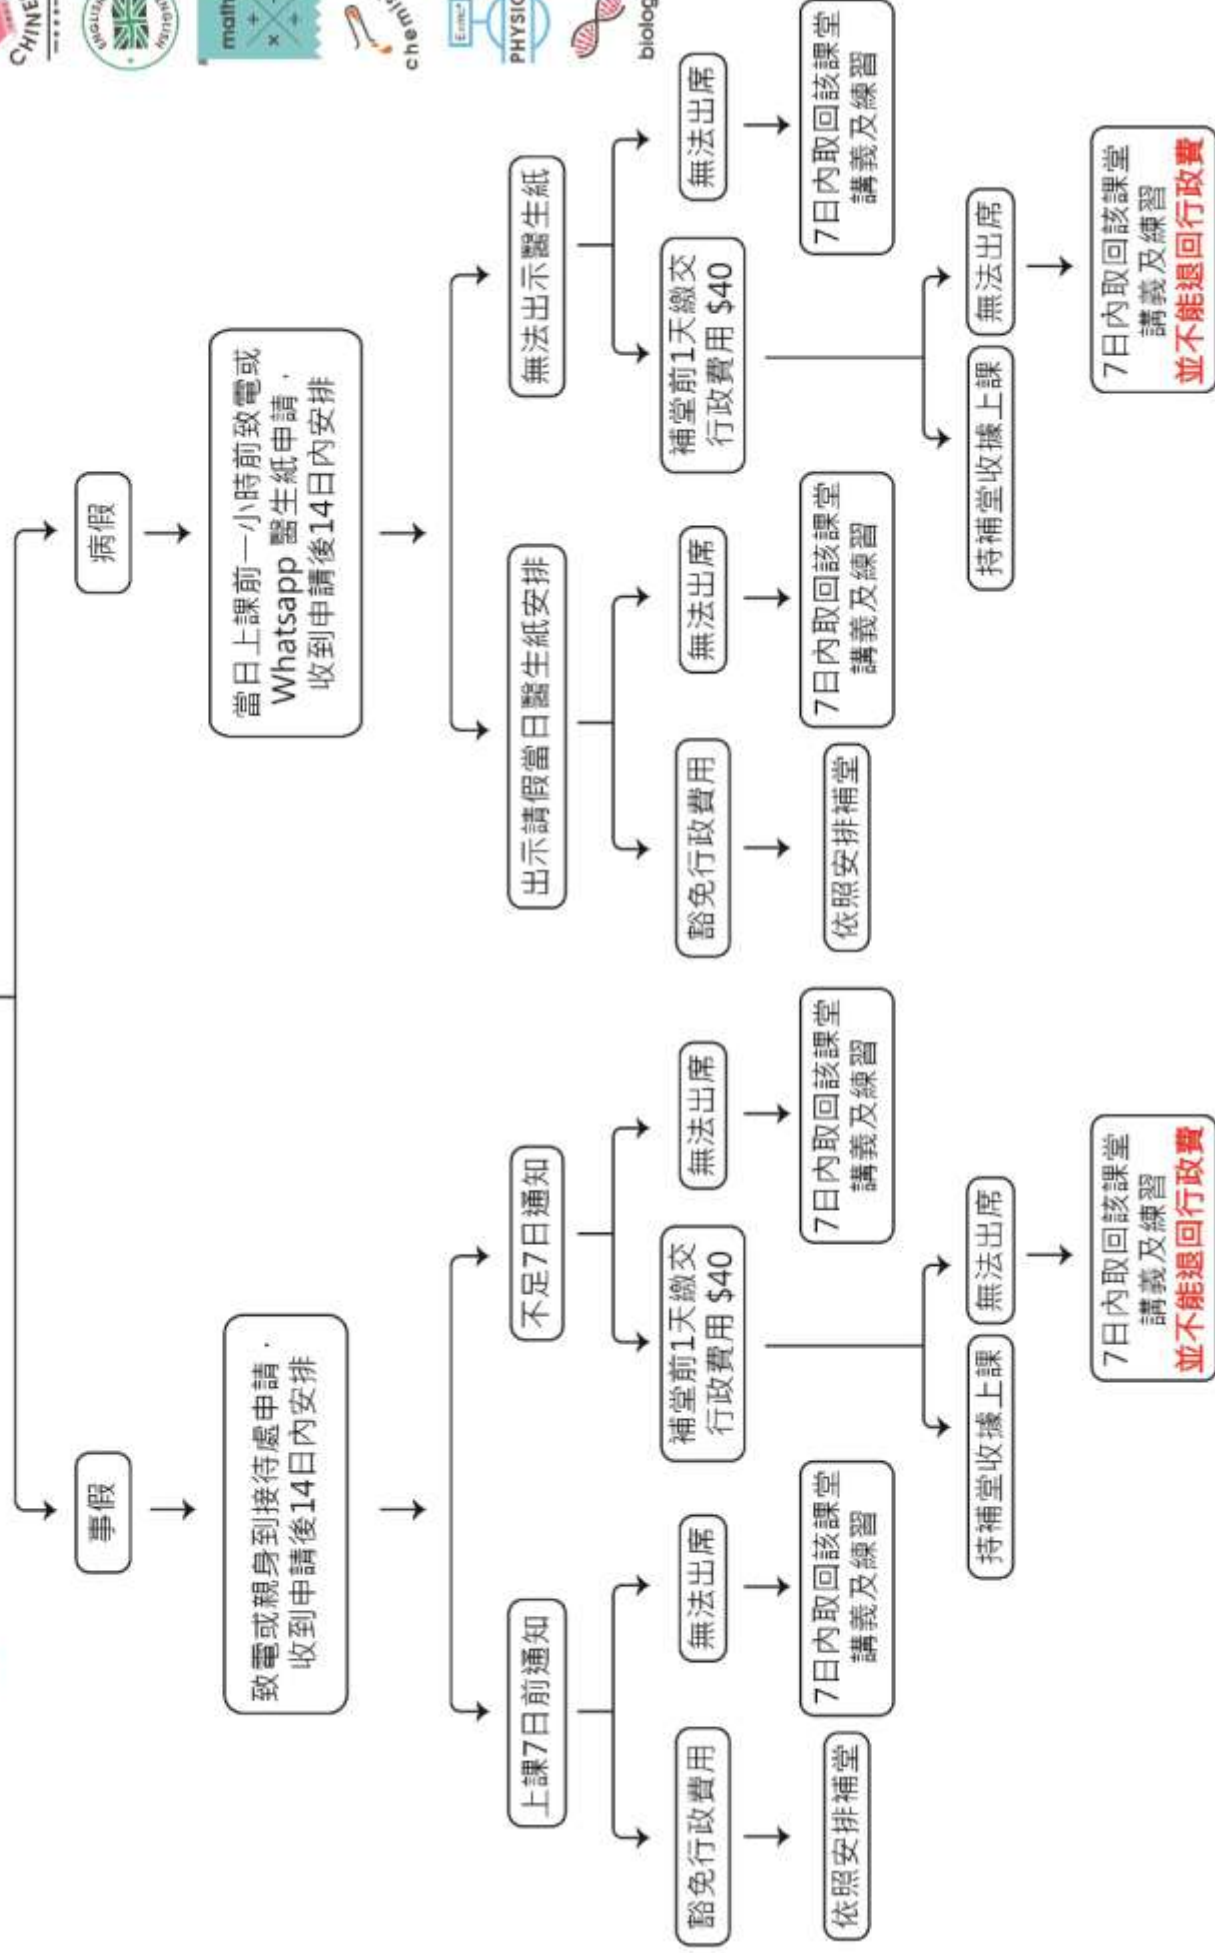 事假
病假
致電或親身到接待處申請，
收到申請後14日內安排
當日上課前一小時前致電或
Whatsapp 醫生紙申請，
收到申請後14日內安排
上課7日前通知
不足7日通知
出示請假當日醫生紙安排
無法出示醫生紙
豁免行政費用
無法出席
補堂前1天繳交
行政費用 $40
無法出席
豁免行政費用
無法出席
補堂前1天繳交
行政費用 $40
無法出席
依照安排補堂
7日內取回該課堂
講義及練習
7日內取回該課堂
講義及練習
依照安排補堂
7日內取回該課堂
講義及練習
7日內取回該課堂
講義及練習
持補堂收據上課
無法出席
持補堂收據上課
無法出席
7日內取回該課堂
講義及練習
並不能退回行政費
7日內取回該課堂
講義及練習
並不能退回行政費
CHINE
ENGLISH
math
chemis
PHYSIC
biolog